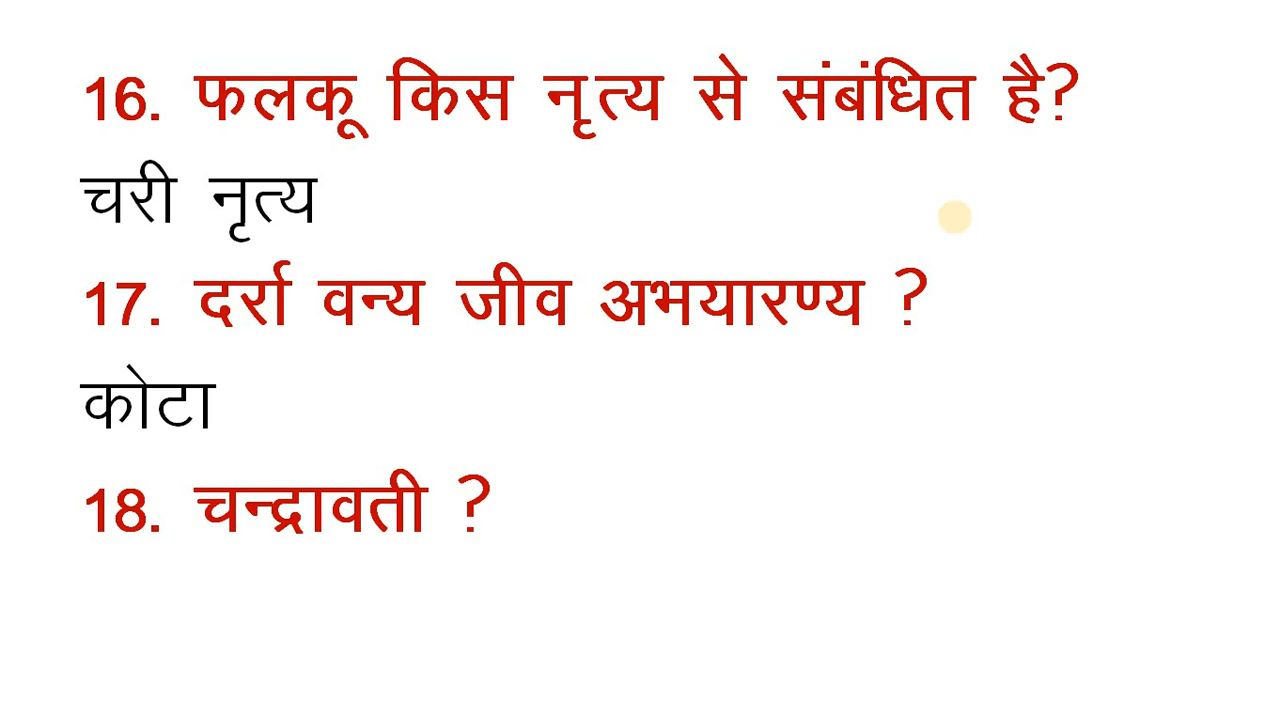 16. फलकू किस नृत्य से संबंधित है?
चरी नृत्य
17. दर्रा वन्य जीव अभयारण्य ?
कोटा
18. चन्द्रावती ?